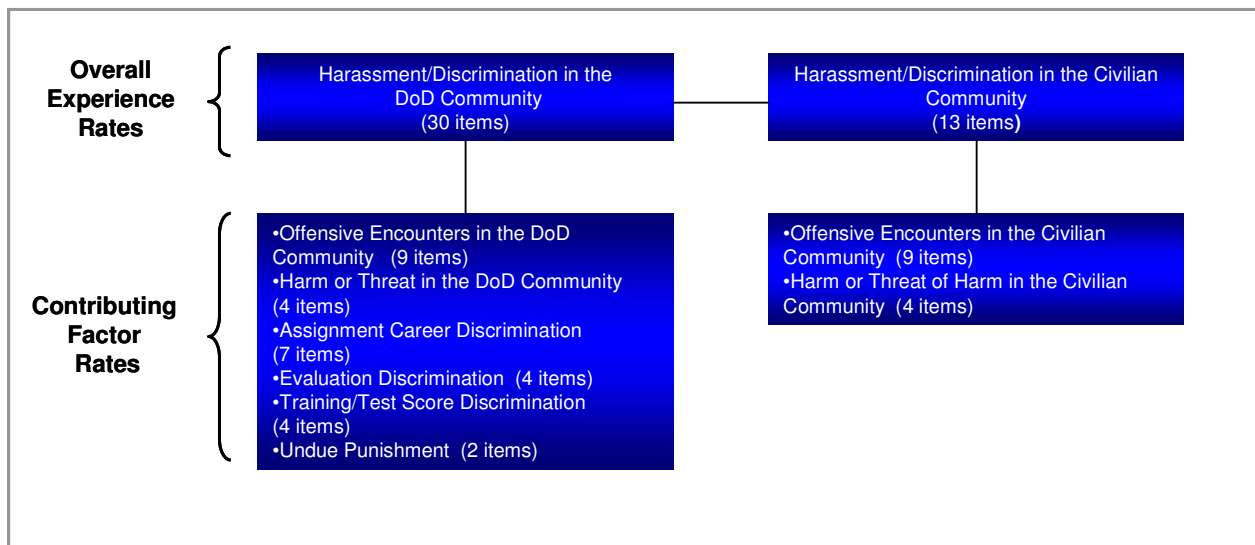 Overall
Experience
Rates
Harassment/Discrimination in the
DoD Community
(30 items)
Harassment/Discrimination in the Civilian
Community
(13 items)
Contributing
Factor
Rates
•Offensive Encounters in the DoD
Community (9 items)
•Harm or Threat in the DoD Community
(4 items)
•Assignment Career Discrimination
(7 items)
•Evaluation Discrimination (4 items)
•Training/Test Score Discrimination
(4 items)
•Undue Punishment (2 items)
•Offensive Encounters in the Civilian
Community (9 items)
•Harm or Threat of Harm in the Civilian
Community (4 items)